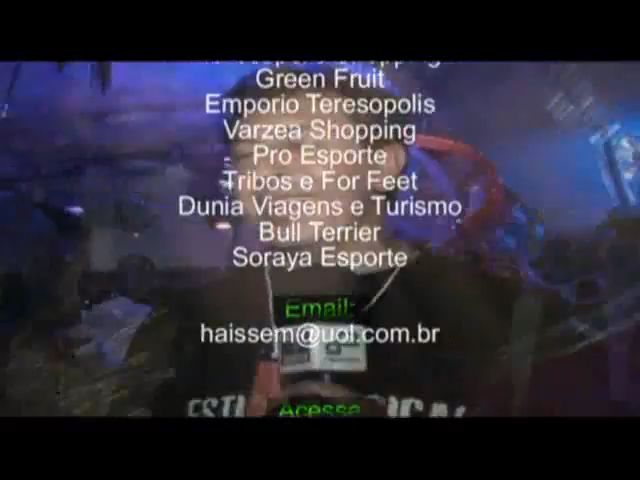 Green Fruit
Emporio Teresopolis
Varzea Shopping
Pro Esporte
Tribos e For Feet
Dunia Viagens e Turismo
Bull Terrier
Soraya Esporte
Email:
haissem@uol.com.br
Acesse